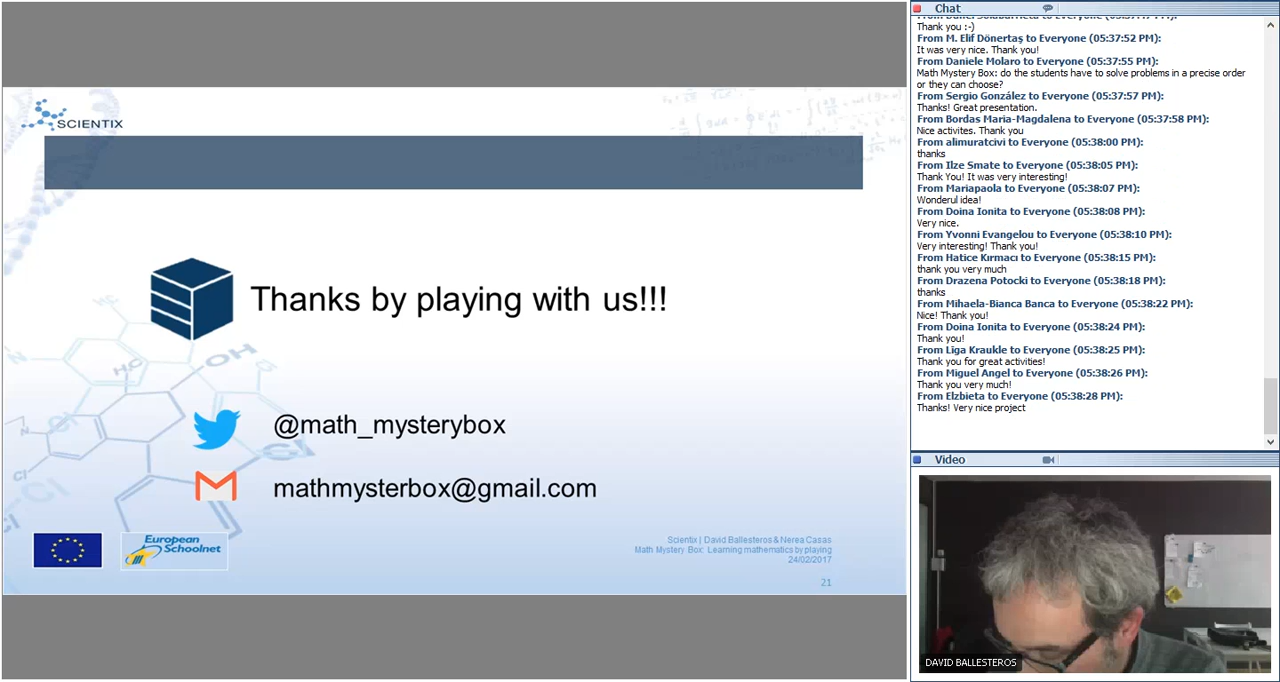 SCIENTIX
Thanks by playing with us!!!
@math_mysterybox
mathmysterbox@gmail.com
European
Schoolnet
Scientix | David Ballesteros & Nerea Casas
Math Mystery Box: Learning mathematics by playing
24/02/2017
21
Chat
Thank you :-)
From M. Elif Dönertaş to Everyone (05:37:52 PM):
It was very nice. Thank you!
From Daniele Molaro to Everyone (05:37:55 PM):
Math Mystery Box: do the students have to solve problems in a precise order
or they can choose?
From Sergio González to Everyone (05:37:57 PM):
Thanks! Great presentation.
From Bordas Maria-Magdalena to Everyone (05:37:58 PM):
Nice activites. Thank you
From alimuratcivi to Everyone (05:38:00 PM):
thanks
From Ilze Smate to Everyone (05:38:05 PM):
Thank You! It was very interesting!
From Mariapaola to Everyone (05:38:07 PM):
Wonderul idea!
From Doina Ionita to Everyone (05:38:08 PM):
Very nice.
From Yvonni Evangelou to Everyone (05:38:10 PM):
Very interesting! Thank you!
From Hatice Kırmacı to Everyone (05:38:15 PM):
thank you very much
From Drazena Potocki to Everyone (05:38:18 PM):
thanks
From Mihaela-Bianca Banca to Everyone (05:38:22 PM):
Nice! Thank you!
From Doina Ionita to Everyone (05:38:24 PM):
Thank you!
From Līga Kraukle to Everyone (05:38:25 PM):
Thank you for great activities!
From Miguel Angel to Everyone (05:38:26 PM):
Thank you very much!
From Elzbieta to Everyone (05:38:28 PM):
Thanks! Very nice project
Video
DAVID BALLESTEROS